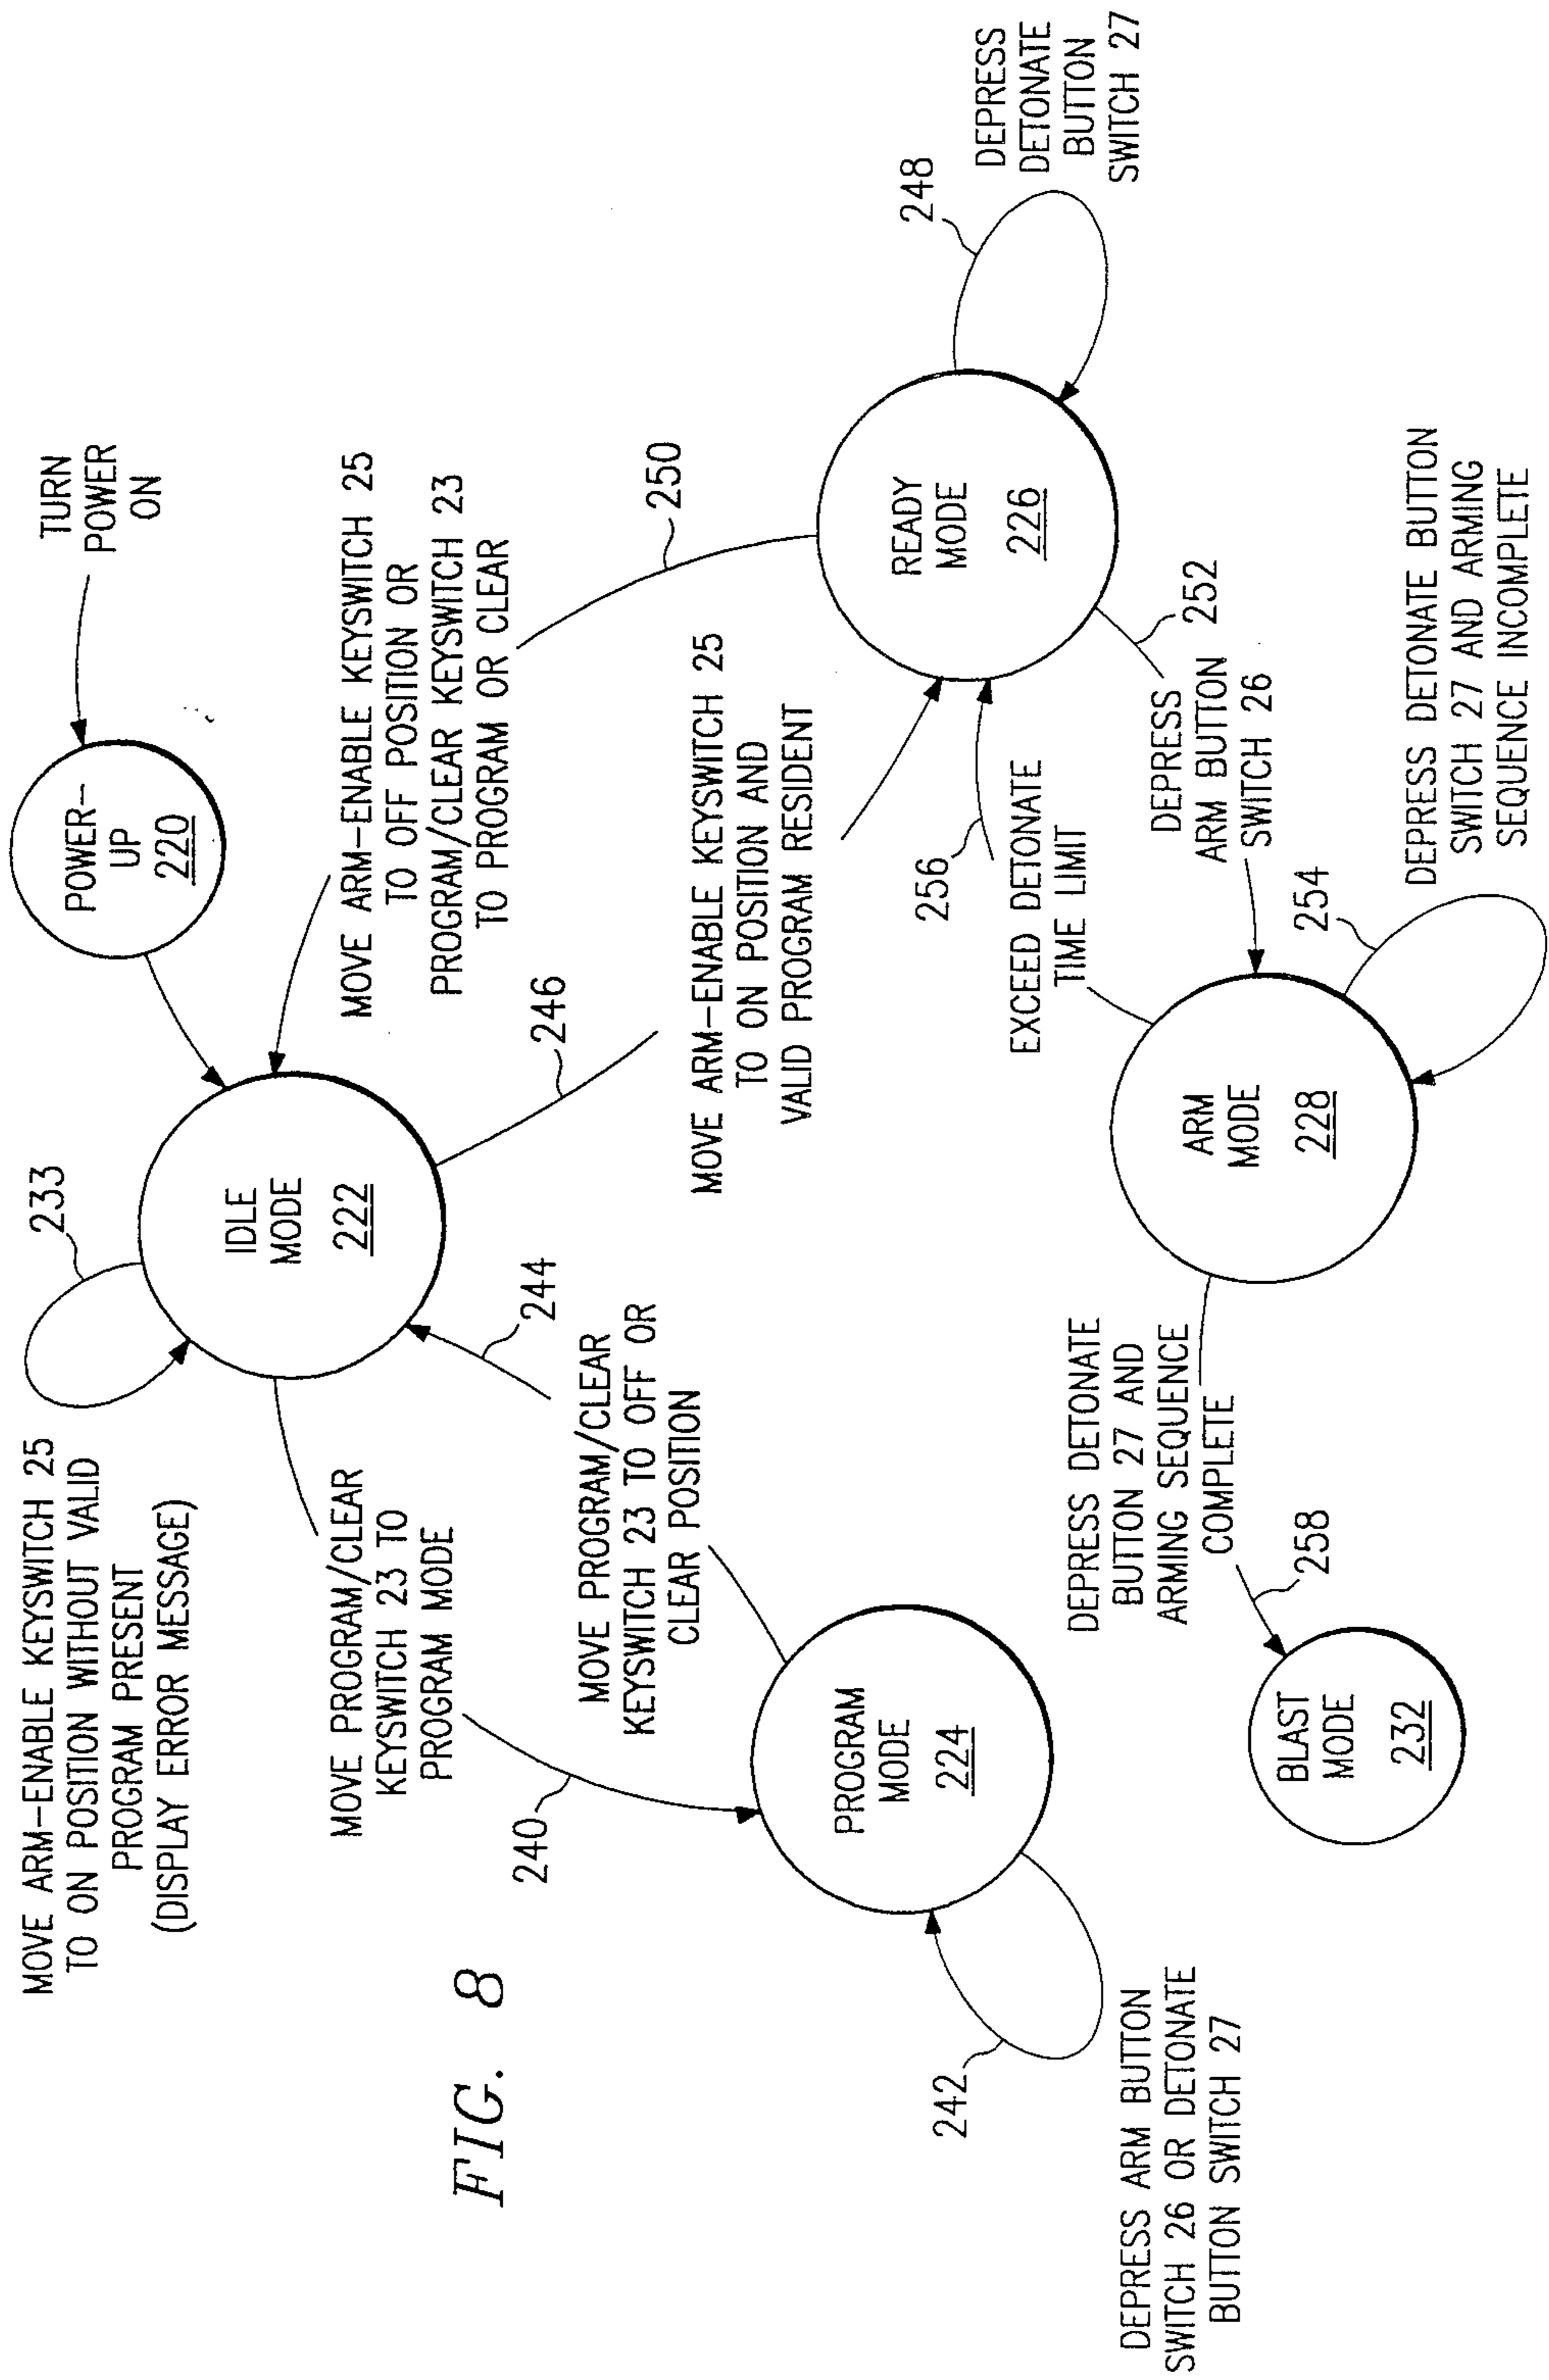 TURN
POWER
ON
POWER-
UP
220
233
MOVE ARM-ENABLE KEYSWITCH 25
TO ON POSITION WITHOUT VALID
PROGRAM PRESENT
(DISPLAY ERROR MESSAGE)
IDLE
MODE
222
MOVE ARM-ENABLE KEYSWITCH 25
TO OFF POSITION OR
PROGRAM/CLEAR KEYSWITCH 23
TO PROGRAM OR CLEAR
250
246
MOVE ARM-ENABLE KEYSWITCH 25
TO ON POSITION AND
VALID PROGRAM RESIDENT
MOVE PROGRAM/CLEAR
KEYSWITCH 23 TO
PROGRAM MODE
240
244
MOVE PROGRAM/CLEAR
KEYSWITCH 23 TO OFF OR
CLEAR POSITION
PROGRAM
MODE
224
242
DEPRESS ARM BUTTON
SWITCH 26 OR DETONATE
BUTTON SWITCH 27
READY
MODE
226
248
DEPRESS
DETONATE
BUTTON
SWITCH 27
256
EXCEED DETONATE
TIME LIMIT
252
DEPRESS
ARM BUTTON
SWITCH 26
ARM
MODE
228
254
DEPRESS DETONATE BUTTON
SWITCH 27 AND ARMING
SEQUENCE INCOMPLETE
DEPRESS DETONATE
BUTTON 27 AND
ARMING SEQUENCE
COMPLETE
258
BLAST
MODE
232
FIG. 8